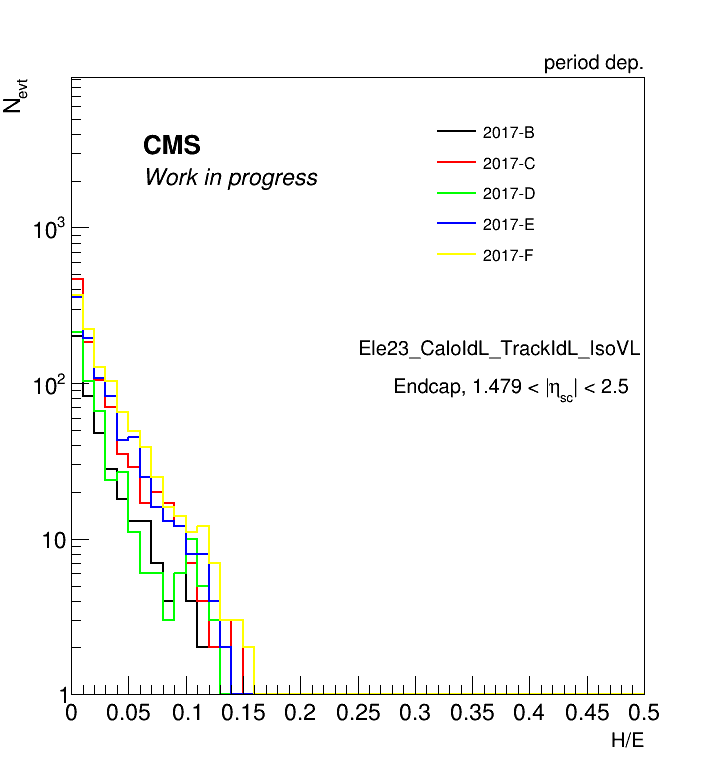 period dep.
N_evt
CMS
Work in progress
2017-B
2017-C
2017-D
2017-E
2017-F
Ele23_CaloIdL_TrackIdL_IsoVL
Endcap, 1.479 < |η_sc| < 2.5
10^3
10^2
10
1
0 0.05 0.1 0.15 0.2 0.25 0.3 0.35 0.4 0.45 0.5
H/E